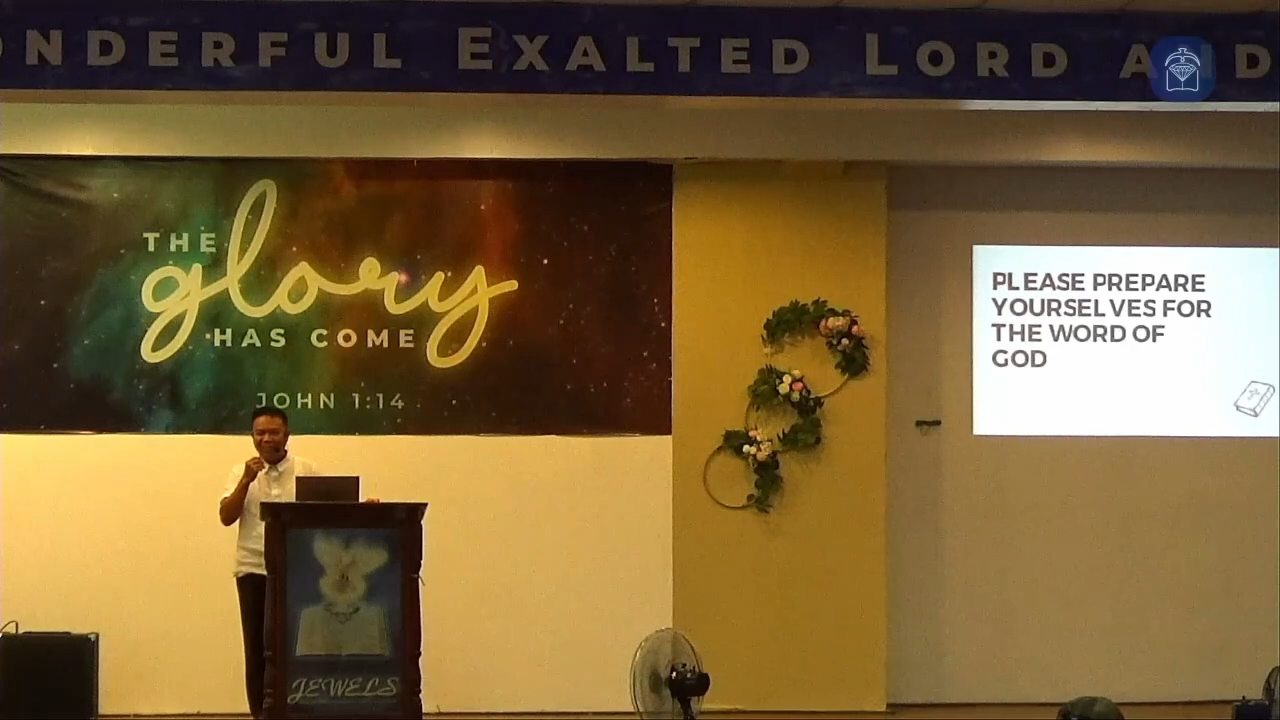 ONDERFUL EXALTED LORD AND
THE
glory
HAS COME
JOHN 1:14
PLEASE PREPARE
YOURSELVES FOR
THE WORD OF
GOD
JEWELS